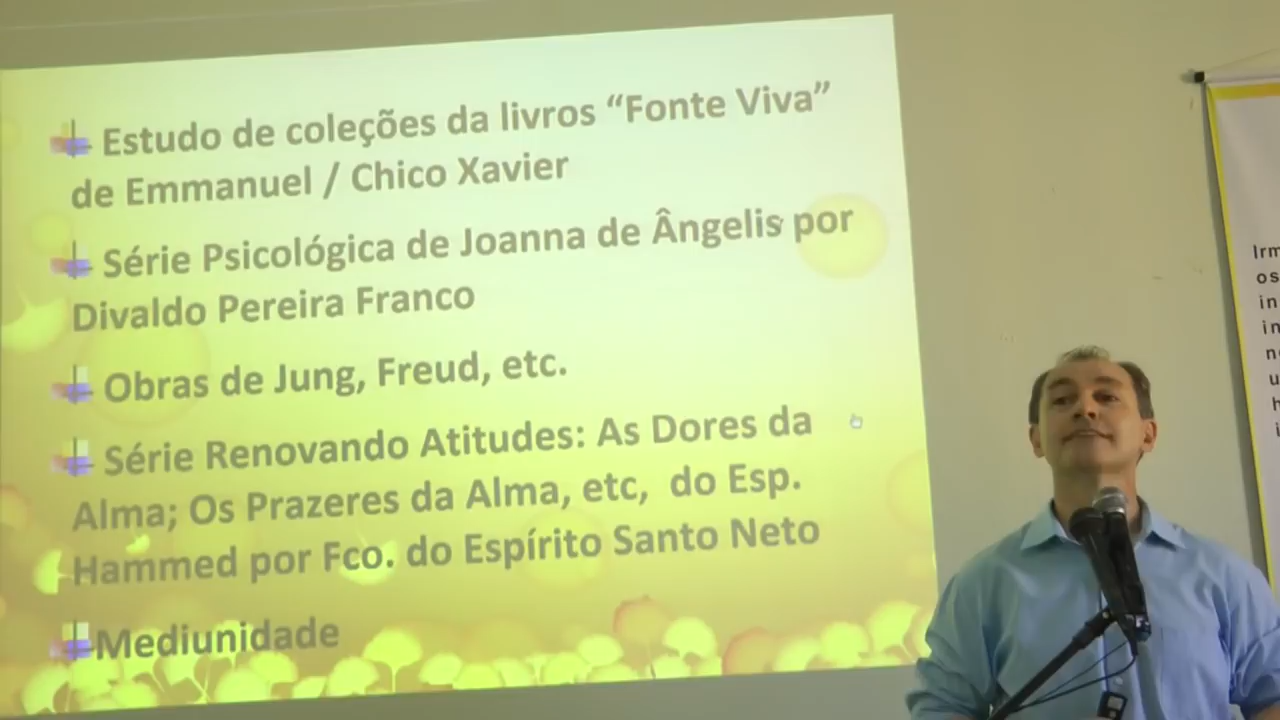 Estudo de coleções da livros “Fonte Viva”
de Emmanuel / Chico Xavier
Série Psicológica de Joanna de Ângelis por
Divaldo Pereira Franco
Obras de Jung, Freud, etc.
Série Renovando Atitudes: As Dores da
Alma; Os Prazeres da Alma, etc, do Esp.
Hammed por Fco. do Espírito Santo Neto
Mediunidade